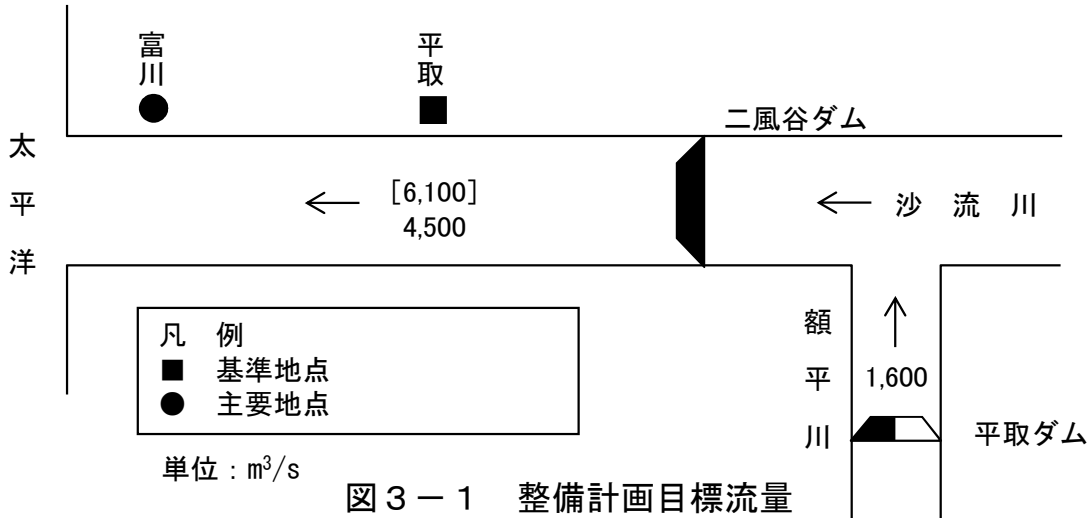 富川
平取
二風谷ダム
太平洋
[6,100]
4,500
沙流川
額平川
1,600
平取ダム
凡例
■ 基準地点
● 主要地点
単位:m³/s
図3-1 整備計画目標流量